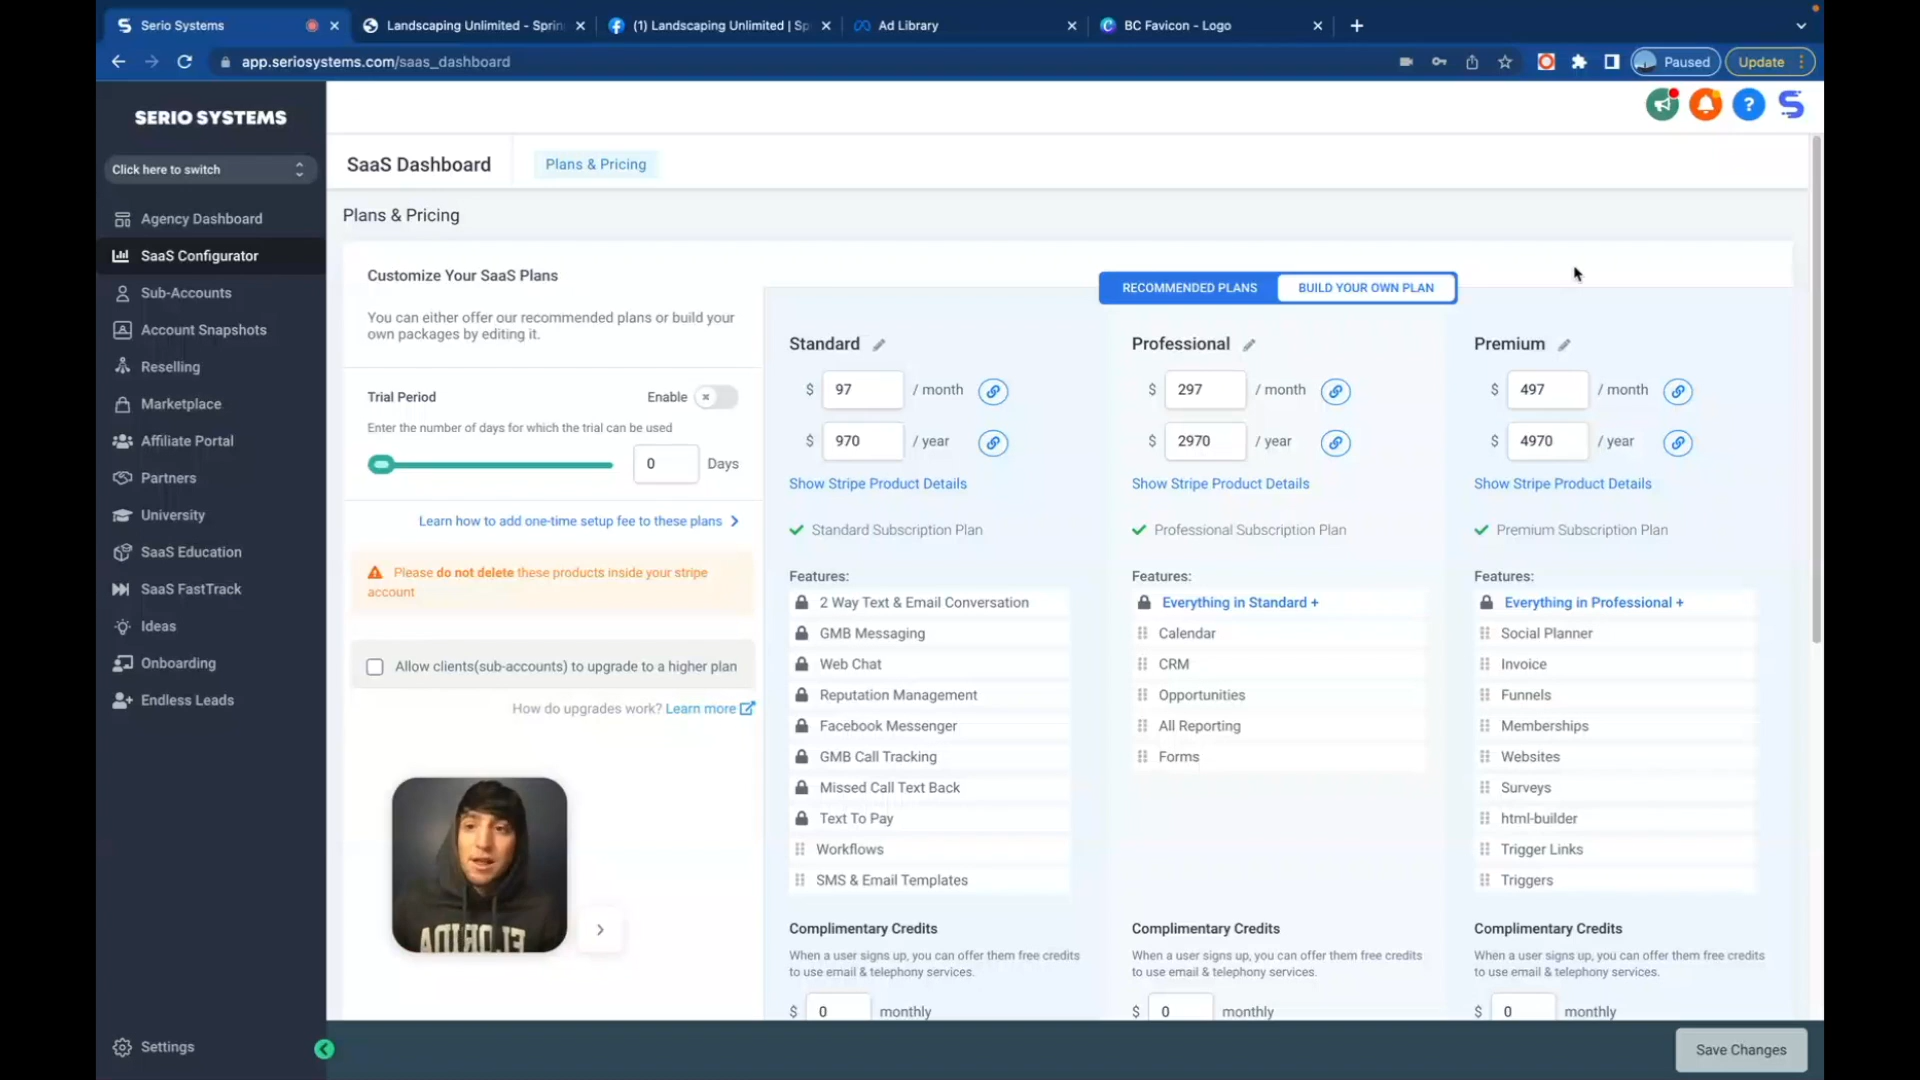 Serio Systems
Landscaping Unlimited - Sprin
(1) Landscaping Unlimited | Sp
Ad Library
BC Favicon - Logo
app.seriosystems.com/saas_dashboard
Paused
Update
SERIO SYSTEMS
Click here to switch
Agency Dashboard
SaaS Configurator
Sub-Accounts
Account Snapshots
Reselling
Marketplace
Affiliate Portal
Partners
University
SaaS Education
SaaS FastTrack
Ideas
Onboarding
Endless Leads
Settings
SaaS Dashboard
Plans & Pricing
Plans & Pricing
Customize Your SaaS Plans
You can either offer our recommended plans or build your
own packages by editing it.
Trial Period
Enable
Enter the number of days for which the trial can be used
0 Days
Learn how to add one-time setup fee to these plans
Please do not delete these products inside your stripe
account
Allow clients(sub-accounts) to upgrade to a higher plan
How do upgrades work? Learn more
RECOMMENDED PLANS
BUILD YOUR OWN PLAN
Standard
$ 97 / month
$ 970 / year
Show Stripe Product Details
Standard Subscription Plan
Features:
2 Way Text & Email Conversation
GMB Messaging
Web Chat
Reputation Management
Facebook Messenger
GMB Call Tracking
Missed Call Text Back
Text To Pay
Workflows
SMS & Email Templates
Complimentary Credits
When a user signs up, you can offer them free credits
to use email & telephony services.
$ 0 monthly
Professional
$ 297 / month
$ 2970 / year
Show Stripe Product Details
Professional Subscription Plan
Features:
Everything in Standard +
Calendar
CRM
Opportunities
All Reporting
Forms
Complimentary Credits
When a user signs up, you can offer them free credits
to use email & telephony services.
$ 0 monthly
Premium
$ 497 / month
$ 4970 / year
Show Stripe Product Details
Premium Subscription Plan
Features:
Everything in Professional +
Social Planner
Invoice
Funnels
Memberships
Websites
Surveys
html-builder
Trigger Links
Triggers
Complimentary Credits
When a user signs up, you can offer them free credits
to use email & telephony services.
$ 0 monthly
Save Changes